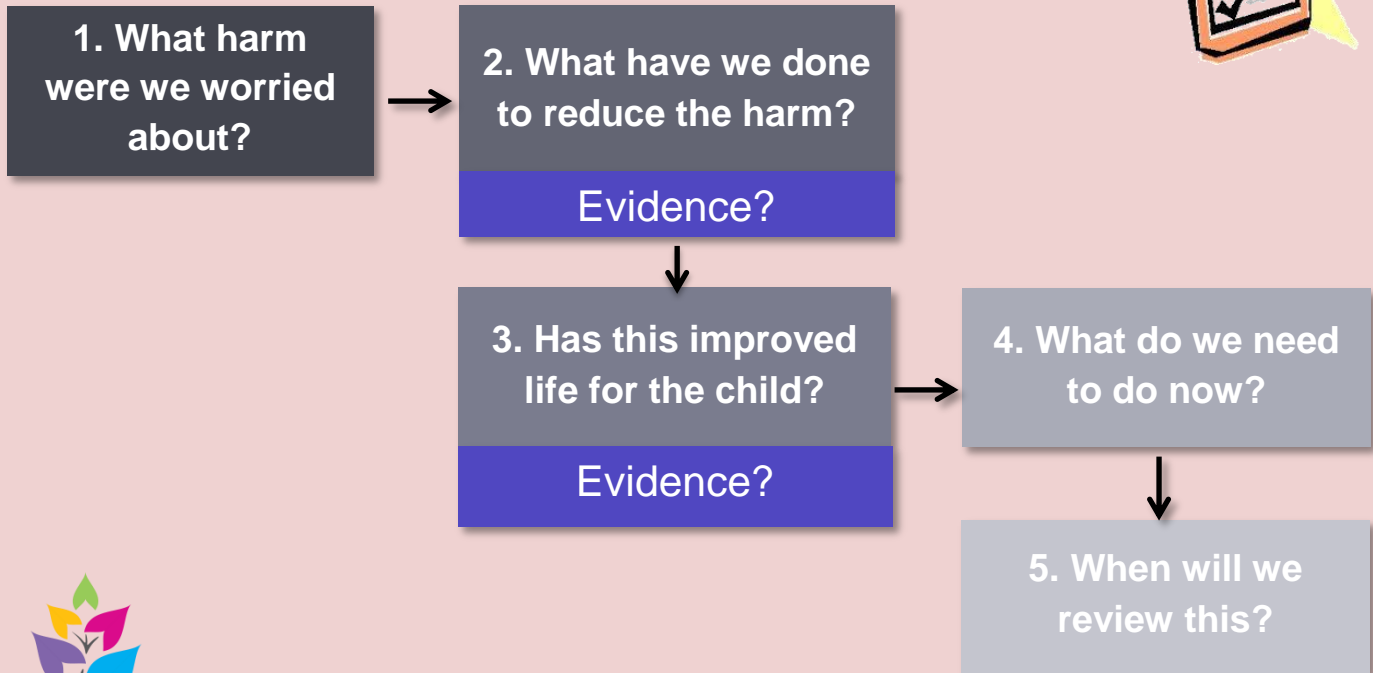 1. What harm
were we worried
about?
2. What have we done
to reduce the harm?
Evidence?
3. Has this improved
life for the child?
Evidence?
4. What do we need
to do now?
5. When will we
review this?